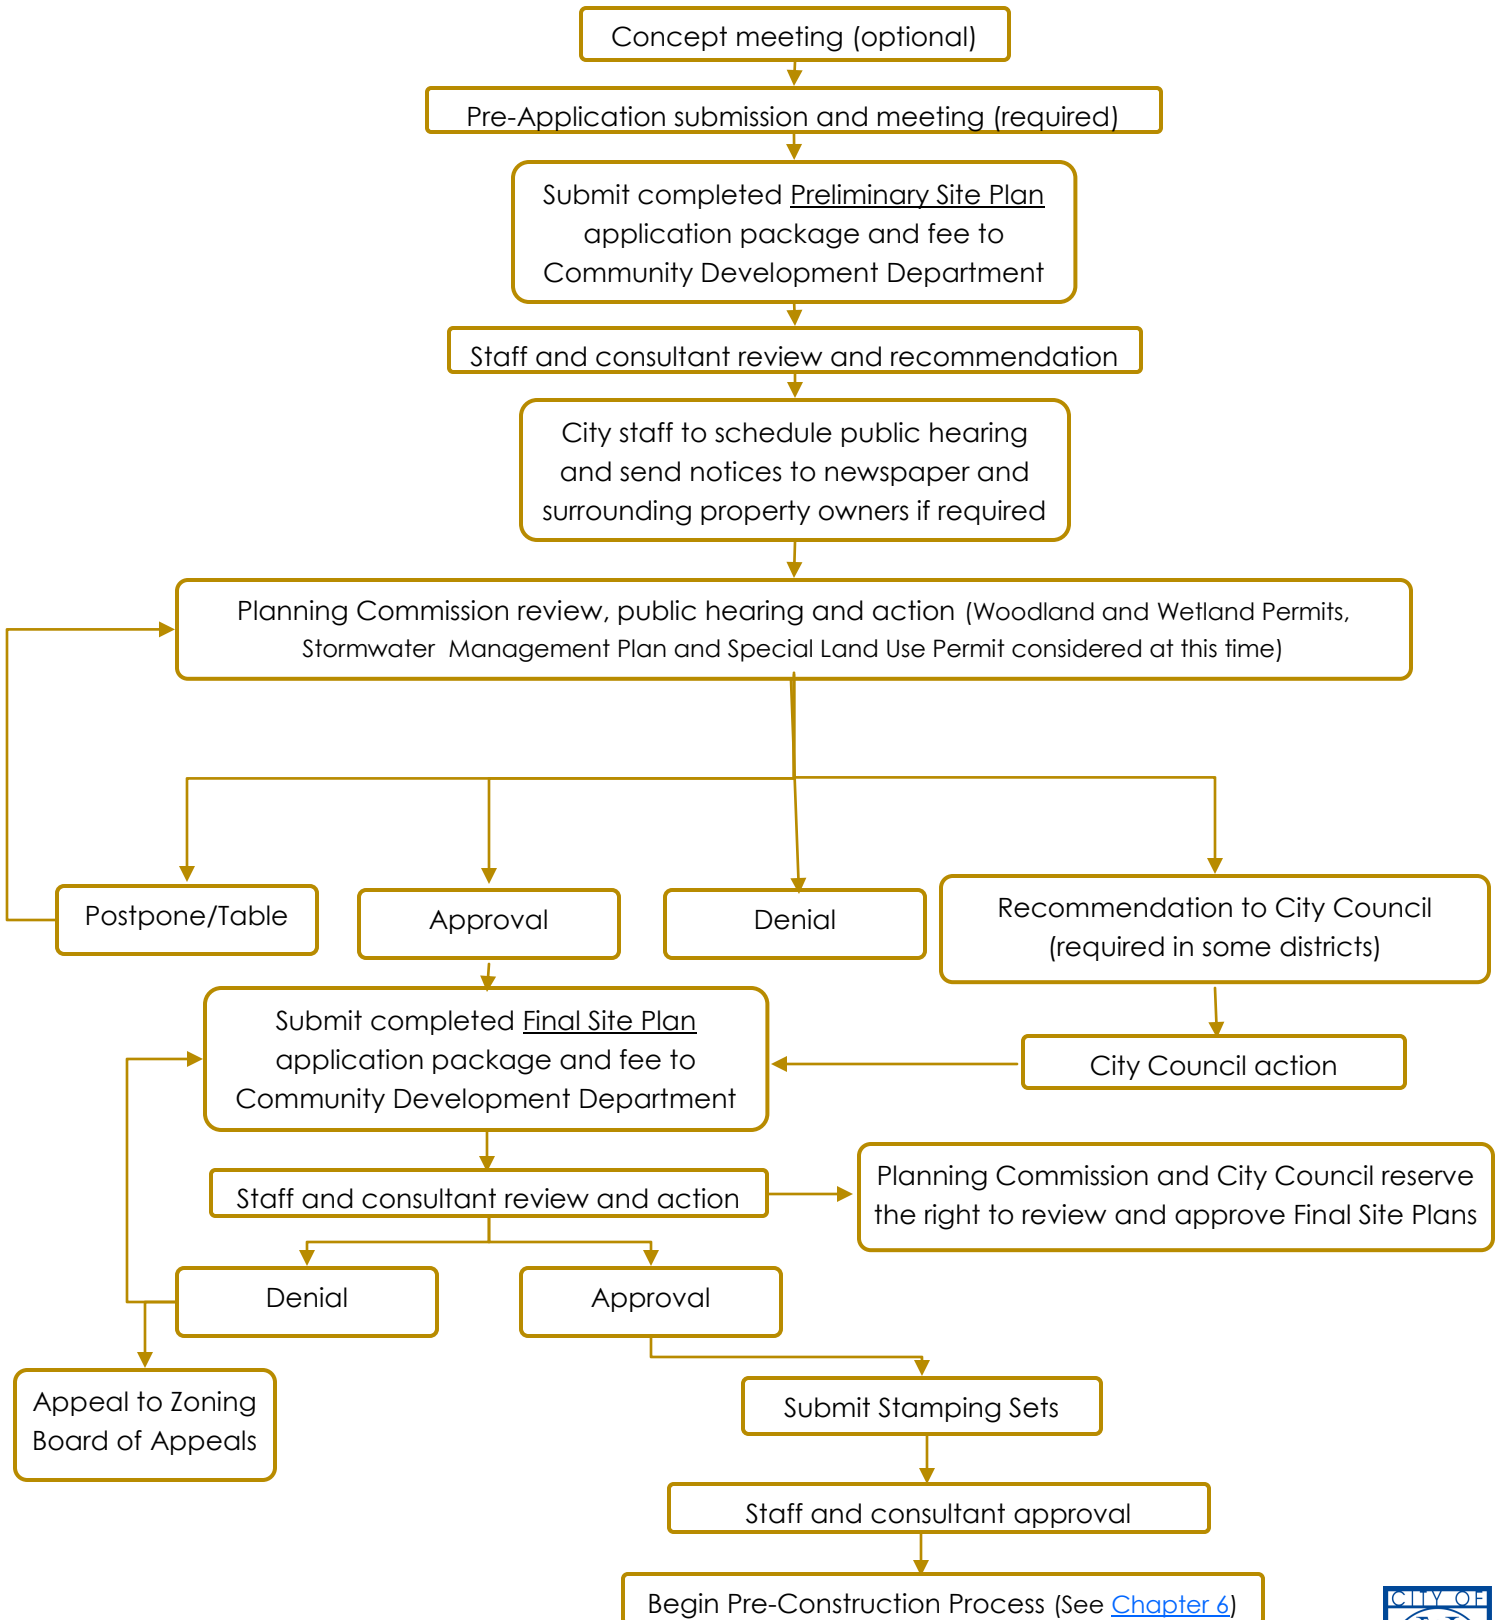 Concept meeting (optional)
Pre-Application submission and meeting (required)
Submit completed Preliminary Site Plan
application package and fee to
Community Development Department
Staff and consultant review and recommendation
City staff to schedule public hearing
and send notices to newspaper and
surrounding property owners if required
Planning Commission review, public hearing and action (Woodland and Wetland Permits,
Stormwater Management Plan and Special Land Use Permit considered at this time)
Postpone/Table
Approval
Denial
Recommendation to City Council
(required in some districts)
Submit completed Final Site Plan
application package and fee to
Community Development Department
City Council action
Staff and consultant review and action
Planning Commission and City Council reserve
the right to review and approve Final Site Plans
Denial
Approval
Appeal to Zoning
Board of Appeals
Submit Stamping Sets
Staff and consultant approval
Begin Pre-Construction Process (See Chapter 6)
CITY OF